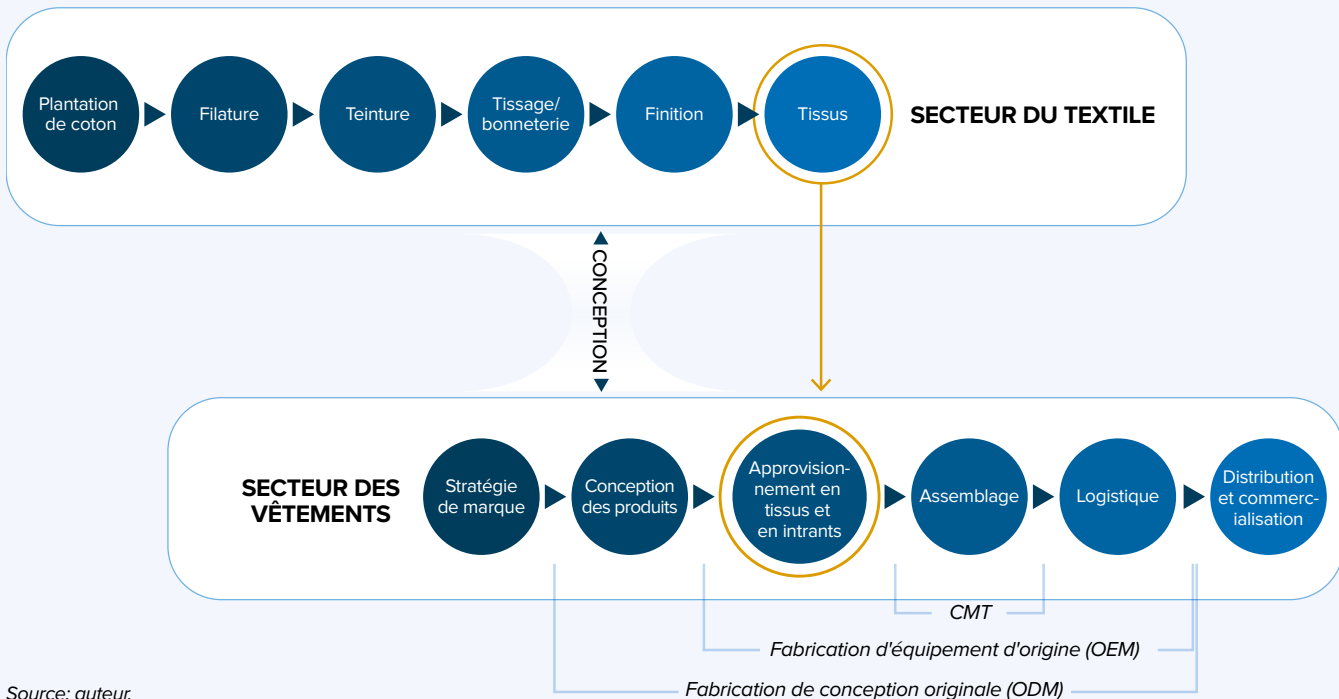 Plantation
de coton
Filature
Teinture
Tissage/
bonneterie
Finition
Tissus
SECTEUR DU TEXTILE
CONCEPTION
SECTEUR DES
VÊTEMENTS
Stratégie
de marque
Conception
des produits
Approvision-
nement en
tissus et
en intrants
Assemblage
Logistique
Distribution
et commerc-
ialisation
CMT
Fabrication d'équipement d'origine (OEM)
Fabrication de conception originale (ODM)
Source: auteur.